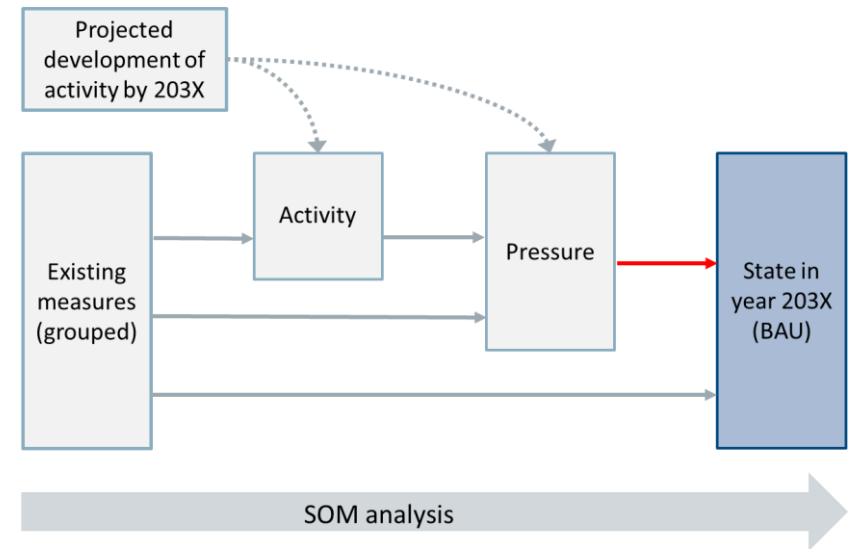 Projected
development of
activity by 203X
Existing
measures
(grouped)
Activity
Pressure
State in
year 203X
(BAU)
SOM analysis